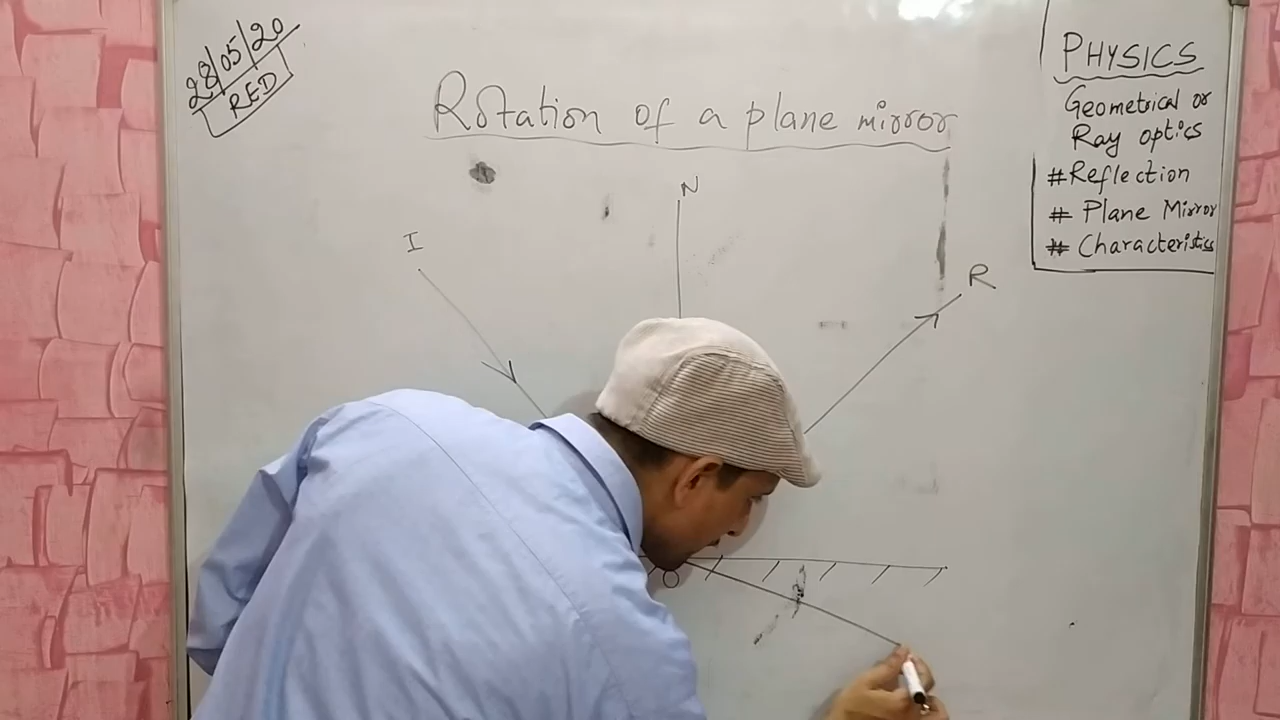 28/05/20
RED
Rotation of a plane mirror
PHYSICS
Geometrical or
Ray optics
#Reflection
# Plane Mirror
# Characteristics
N
I
R
O